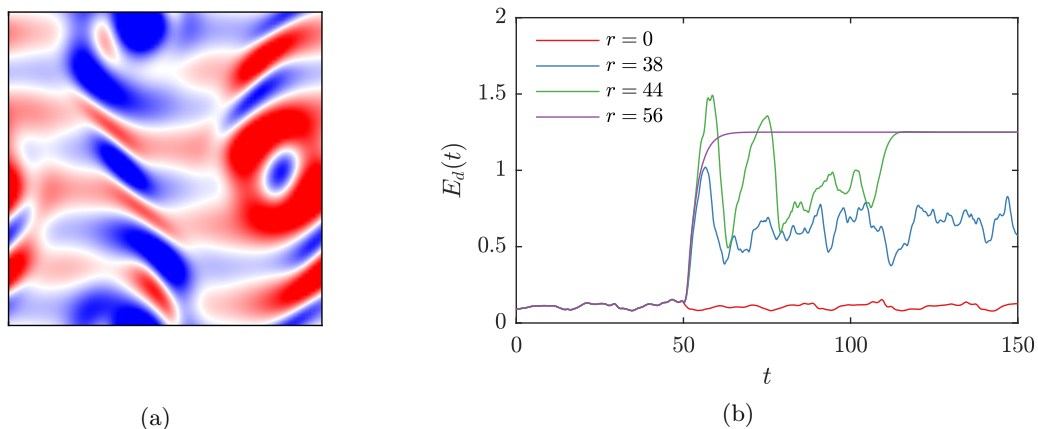 2
1.5
1
0.5
0
E_d(t)
r = 0
r = 38
r = 44
r = 56
0 50 100 150
t
(a)
(b)